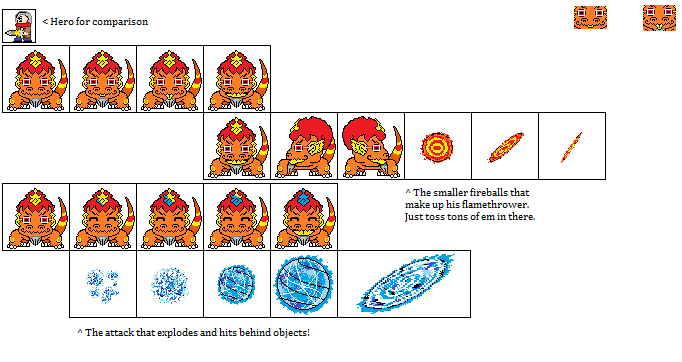 < Hero for comparison
^ The smaller fireballs that
make up his flamethrower.
Just toss tons of em in there.
^ The attack that explodes and hits behind objects!